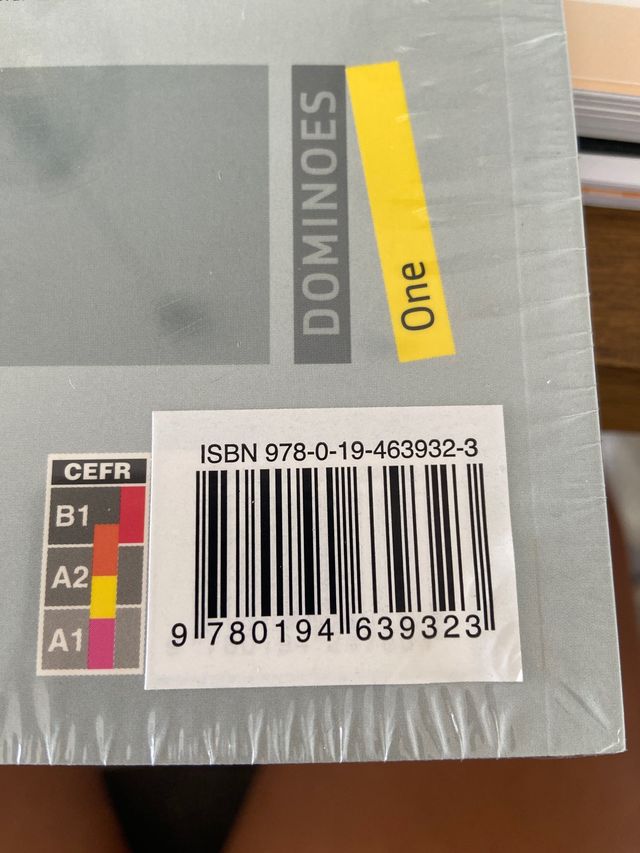 DOMINOES
One
ISBN 978-0-19-463932-3
CEFR
B1
A2
A1
9 780194 639323